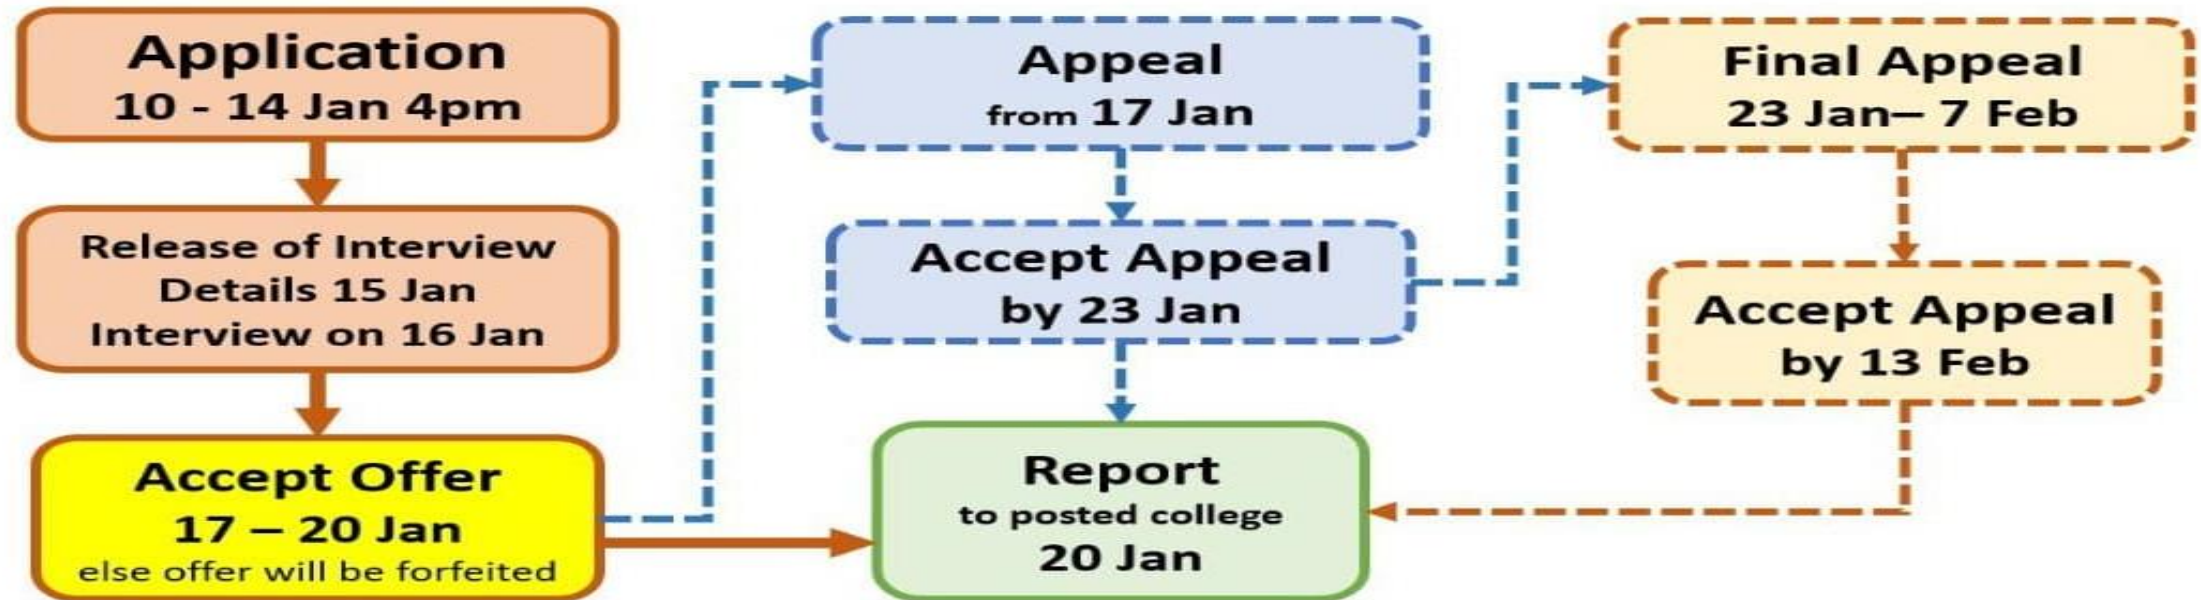 Application
10 - 14 Jan 4pm
Release of Interview
Details 15 Jan
Interview on 16 Jan
Accept Offer
17 – 20 Jan
else offer will be forfeited
Appeal
from 17 Jan
Accept Appeal
by 23 Jan
Report
to posted college
20 Jan
Final Appeal
23 Jan– 7 Feb
Accept Appeal
by 13 Feb